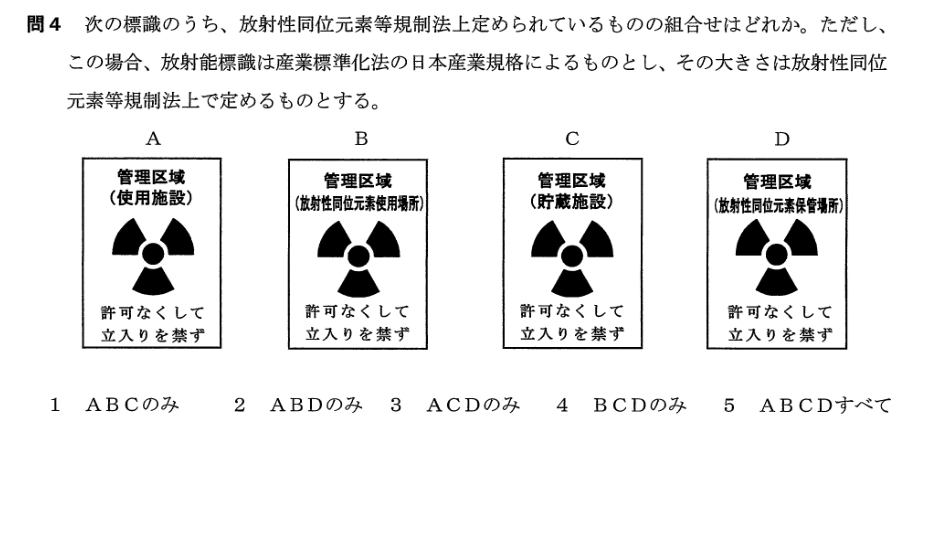 問４　次の標識のうち、放射性同位元素等規制法上定められているものの組合せはどれか。ただし、
この場合、放射能標識は産業標準化法の日本産業規格によるものとし、その大きさは放射性同位
元素等規制法上で定めるものとする。
A　B　C　D
管理区域
(使用施設)
許可なくして
立入りを禁ず
管理区域
(放射性同位元素使用場所)
許可なくして
立入りを禁ず
管理区域
(貯蔵施設)
許可なくして
立入りを禁ず
管理区域
(放射性同位元素保管場所)
許可なくして
立入りを禁ず
１　ＡＢＣのみ　２　ＡＢＤのみ　３　ＡＣＤのみ　４　ＢＣＤのみ　５　ＡＢＣＤすべて